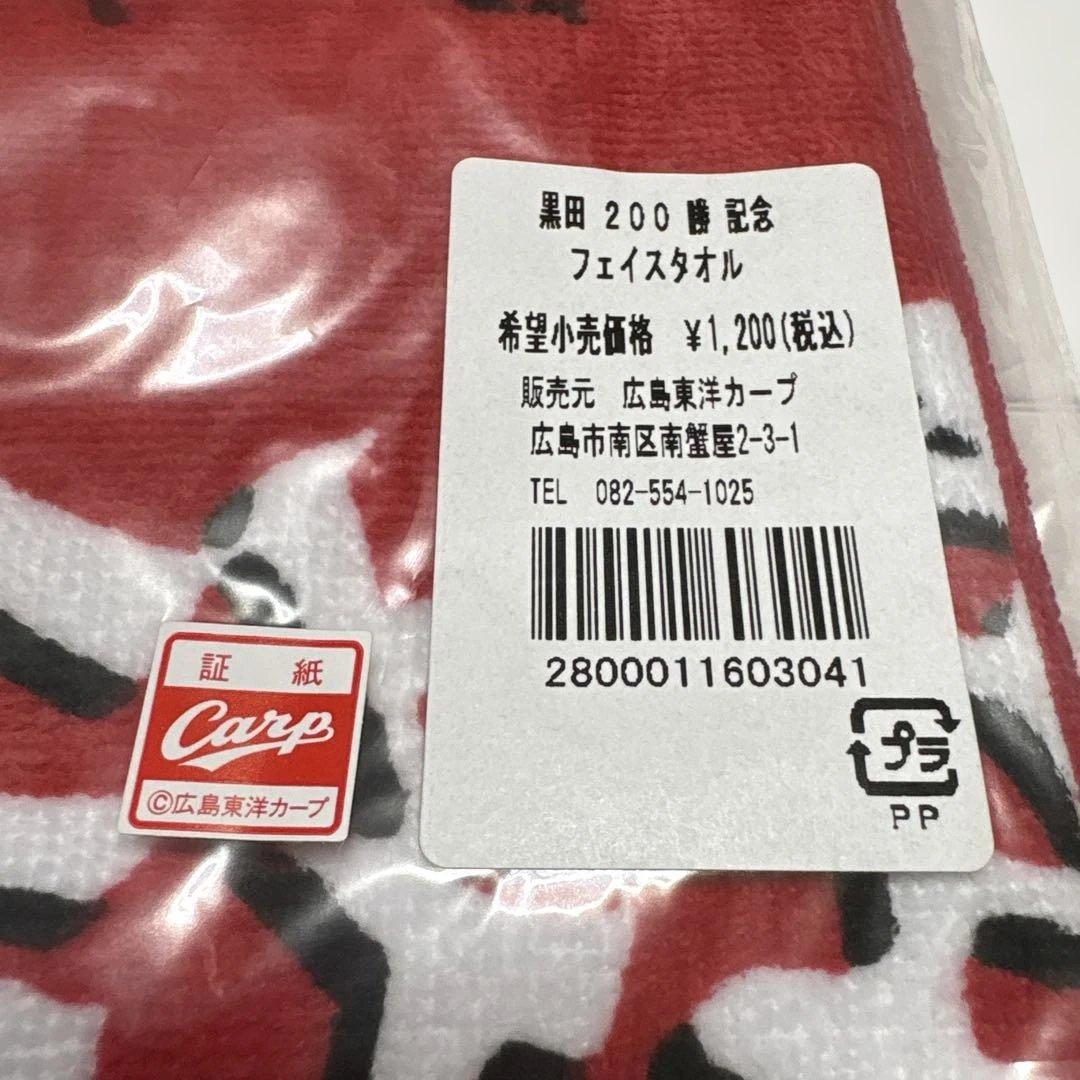 黒田 200 勝 記念
フェイスタオル
希望小売価格 ¥1,200(税込)
販売元 広島東洋カープ
広島市南区南蟹屋2-3-1
TEL 082-554-1025
2800011603041
プラ
PP
証 紙
Carp
©広島東洋カープ